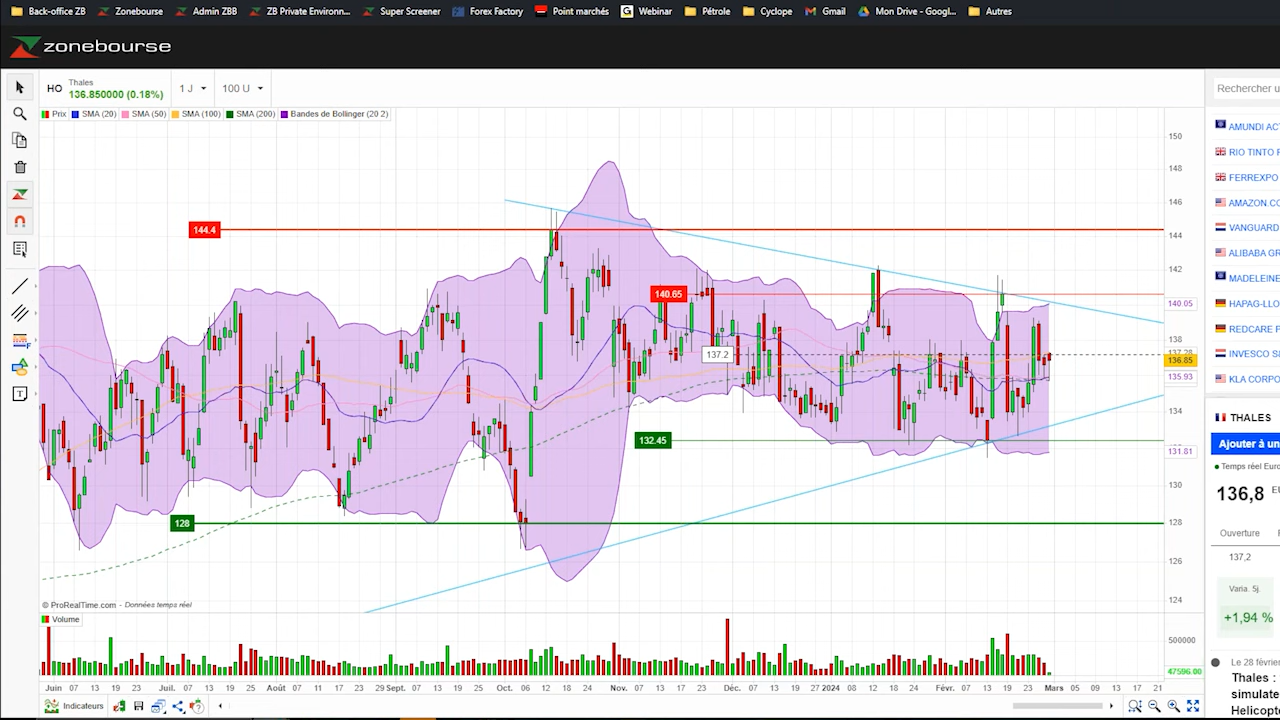 Back-office ZB Zonebourse Admin ZBB ZB Private Environn... Super Screener Forex Factory Point marchés Webinar Pétrole Cyclope Gmail Mon Drive - Googl... Autres
zonebourse
HO Thales 136.850000 (0.18%) 1 J 100 U
Prix SMA (20) SMA (50) SMA (100) SMA (200) Bandes de Bollinger (20 2)
Rechercher u
AMUNDI AC
RIO TINTO
FERREXPO
AMAZON.CO
VANGUARD
ALIBABA GR
MADELEINE
HAPAG-LLO
REDCARE P
INVESCO S
KLA CORPO
150
148
146
144
142
140.05
138
136.85
135.93
134
131.81
130
128
126
124
144.4
140.65
137.2
132.45
128
THALES
Ajouter à un
Temps réel Euro
136,8 EU
Ouverture
137,2
Varia. 5j.
+1,94 %
© ProRealTime.com - Données temps réel
Volume
500000
47596.00
Juin 07 13 19 23 Juil. 07 13 19 25 Août 07 11 17 23 29 Sept. 07 13 19 25 Oct. 06 12 18 24 Nov. 07 13 17 23 Déc. 07 13 19 27 2024 08 12 18 24 Févr. 07 13 19 23 Mars 05 09 13 17 21
Indicateurs
Le 28 févrie
Thales :
simulate
Helicopt